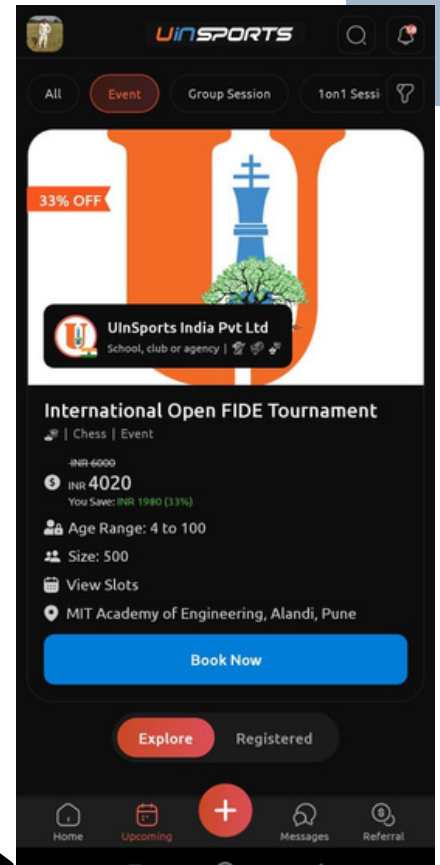 UinSPORTS
All
Event
Group Session
1on1 Sessi
33% OFF
UInSports India Pvt Ltd
School, club or agency |
International Open FIDE Tournament
| Chess | Event
INR 6000
INR 4020
You Save: INR 1980 (33%)
Age Range: 4 to 100
Size: 500
View Slots
MIT Academy of Engineering, Alandi, Pune
Book Now
Explore
Registered
Home
Upcoming
Messages
Referral